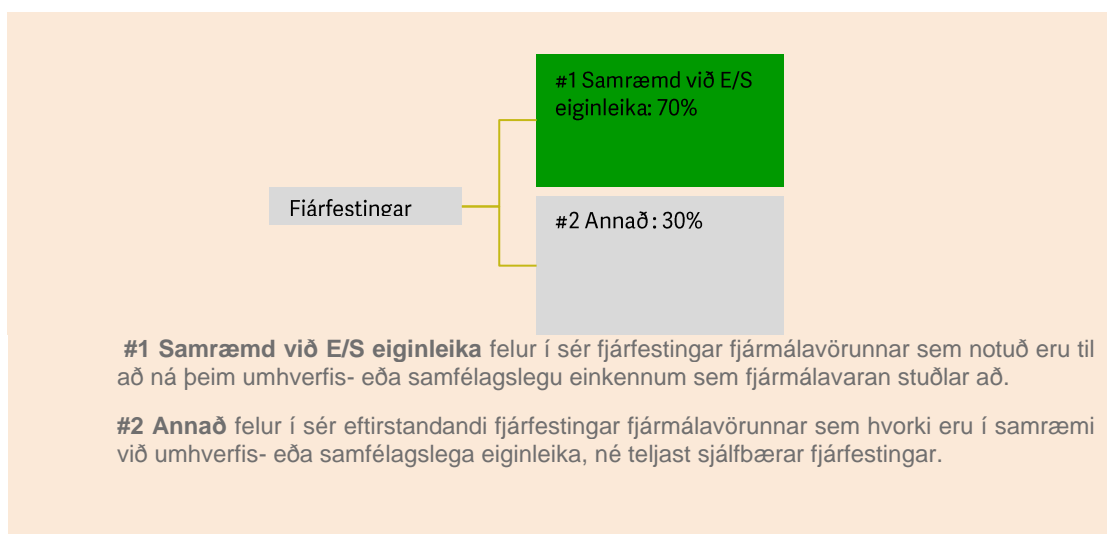 #1 Samræmd við E/S
eiginleika: 70%
Fjárfestingar
#2 Annað: 30%
#1 Samræmd við E/S eiginleika felur í sér fjárfestingar fjármálavörunnar sem notuð eru til
að ná þeim umhverfis- eða samfélagslegu einkennum sem fjármálavaran stuðlar að.
#2 Annað felur í sér eftirstandandi fjárfestingar fjármálavörunnar sem hvorki eru í samræmi
við umhverfis- eða samfélagslega eiginleika, né teljast sjálfbærar fjárfestingar.